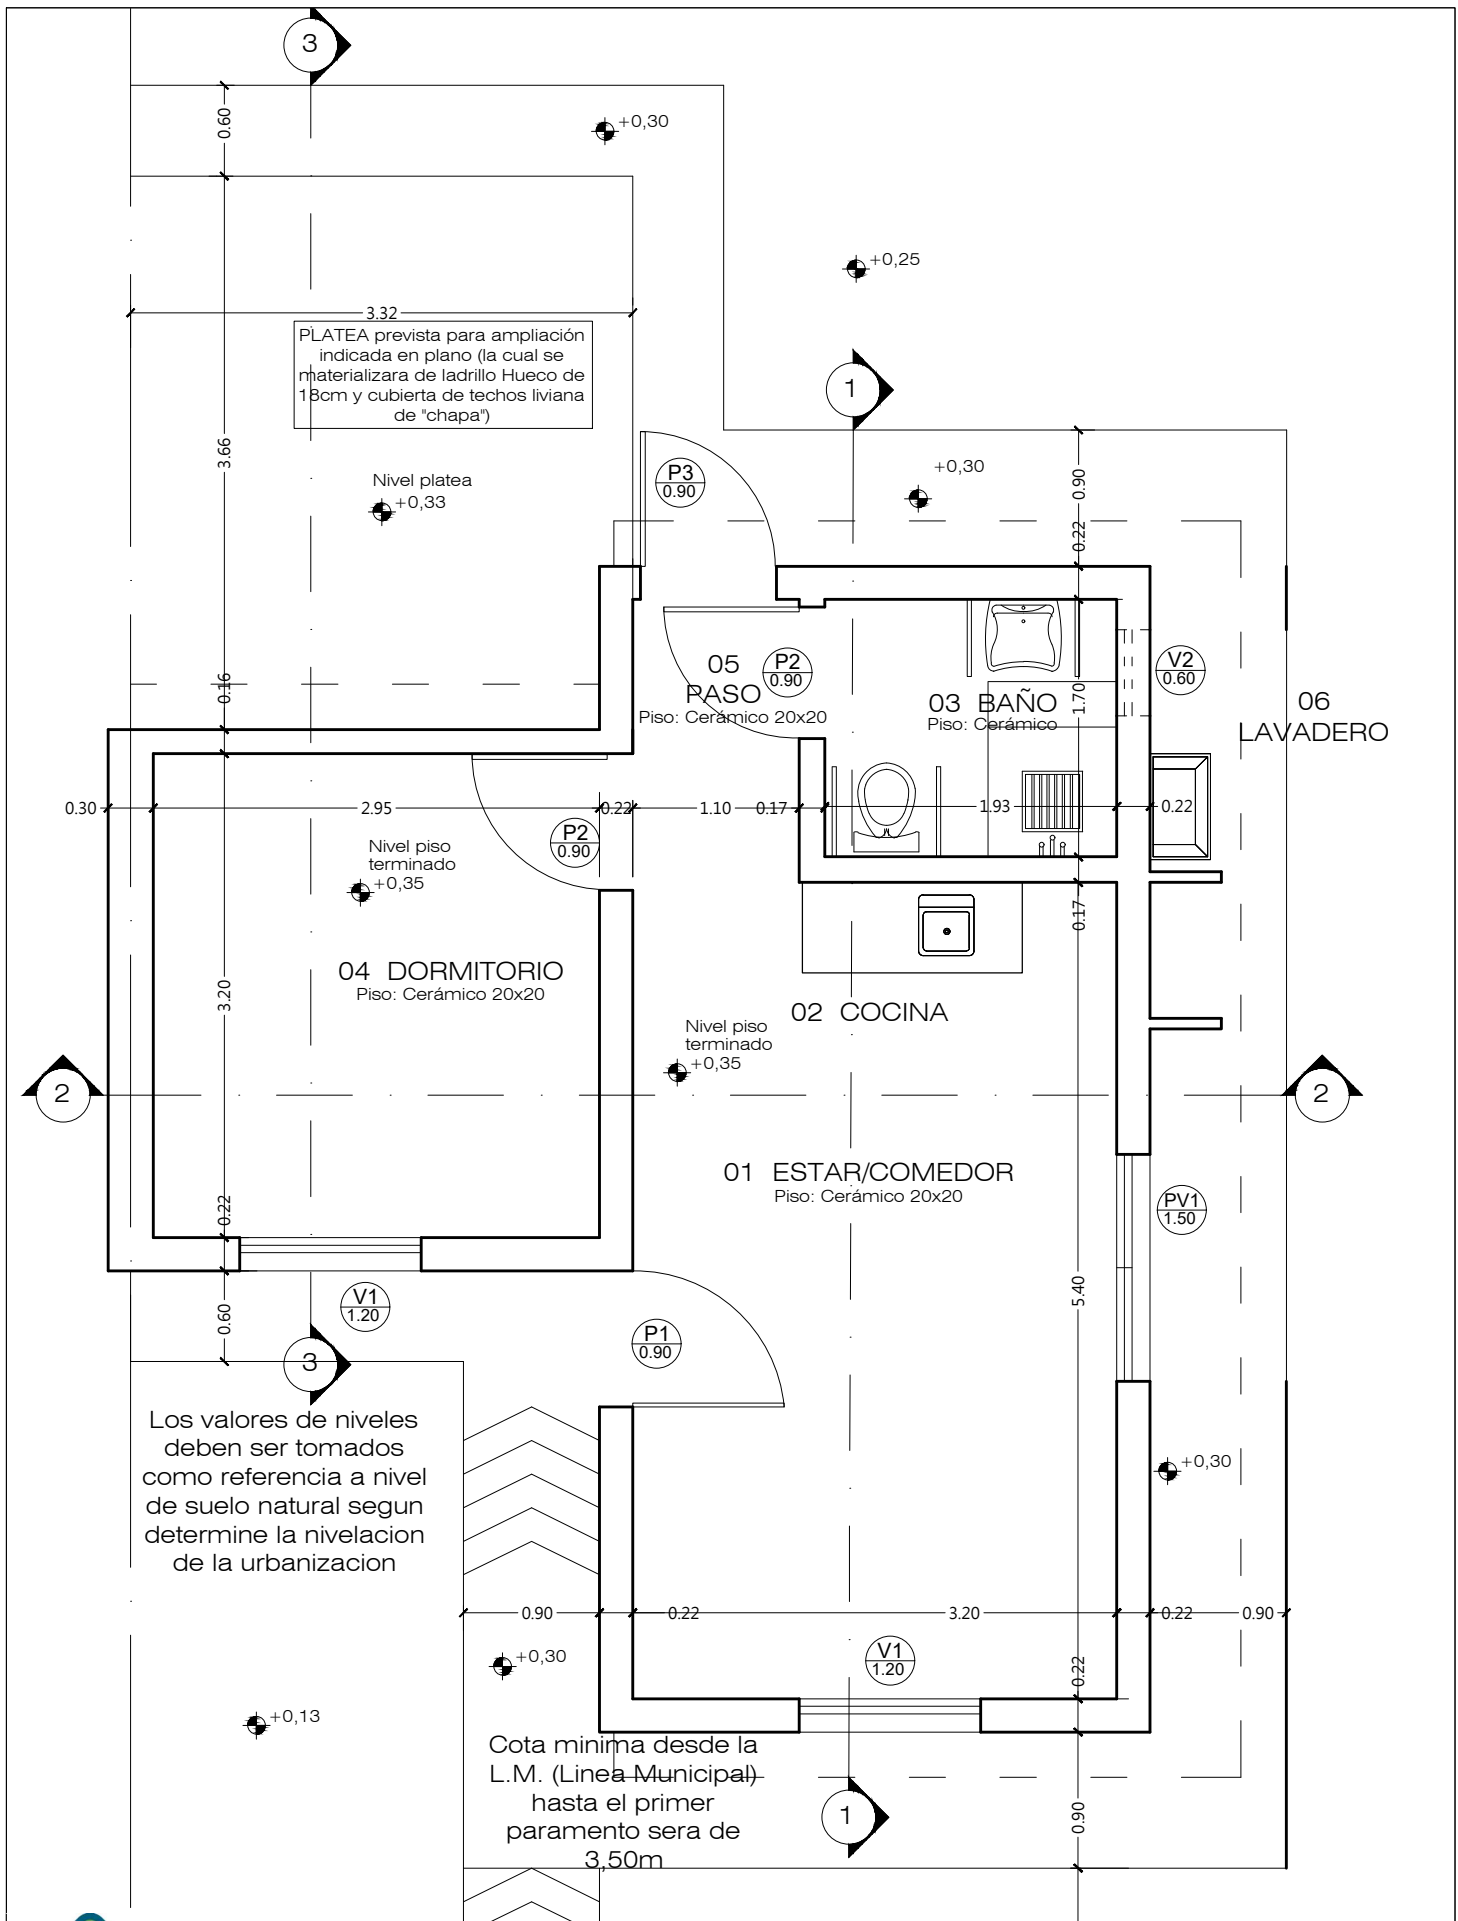 3
0.60
+0,30
+0,25
3.32
PLATEA prevista para ampliación
indicada en plano (la cual se
materializara de ladrillo Hueco de
18cm y cubierta de techos liviana
de "chapa")
1
3.66
Nivel platea
+0,33
P3
0.90
+0,30
0.90
0.22
0.16
05
PASO
Piso: Cerámico 20x20
P2
0.90
03 BAÑO
Piso: Cerámico
1.70
V2
0.60
06
LAVADERO
0.30
2.95
0.22
1.10
0.17
1.93
0.22
P2
0.90
Nivel piso
terminado
+0,35
0.17
04 DORMITORIO
Piso: Cerámico 20x20
3.20
02 COCINA
Nivel piso
terminado
+0,35
2
2
01 ESTAR/COMEDOR
Piso: Cerámico 20x20
PV1
1.50
0.22
V1
1.20
0.60
5.40
P1
0.90
3
Los valores de niveles
deben ser tomados
como referencia a nivel
de suelo natural segun
determine la nivelacion
de la urbanizacion
+0,30
0.90
0.22
3.20
0.22
0.90
+0,30
V1
1.20
0.22
+0,13
Cota minima desde la
L.M. (Linea Municipal)
hasta el primer
paramento sera de
3,50m
1
0.90